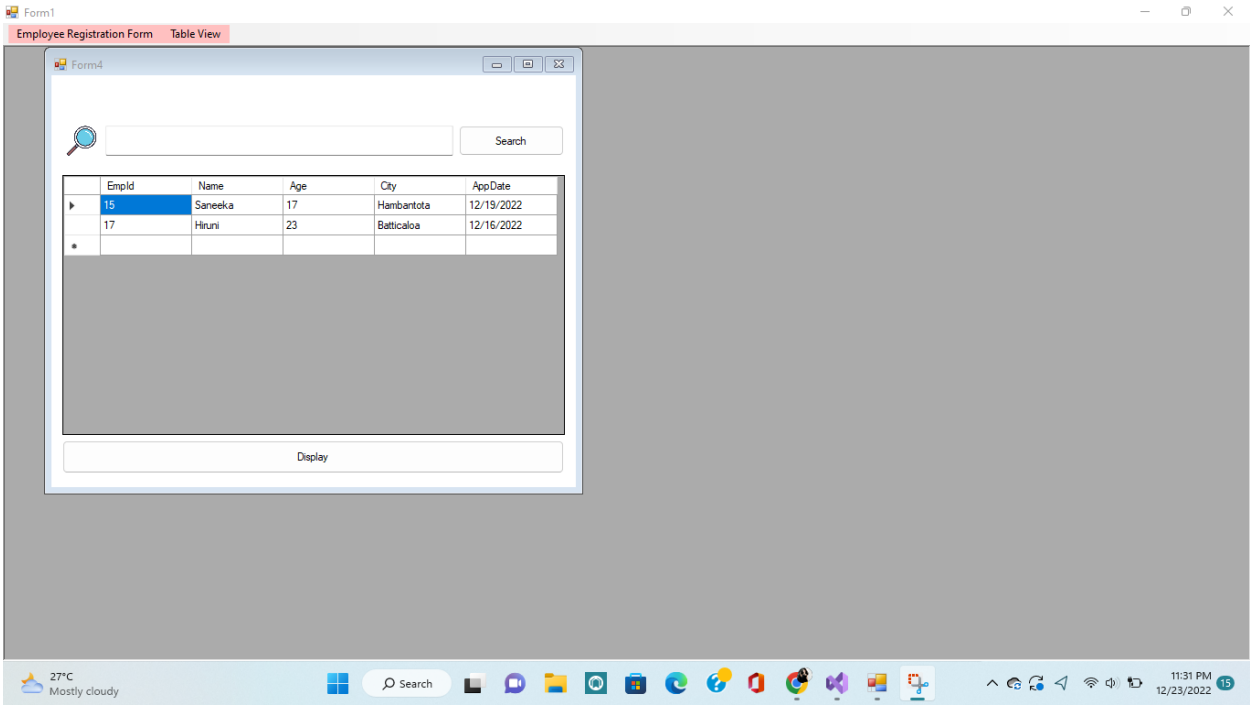 Form1
Employee Registration Form Table View
Form4
Search
EmpId Name Age City AppDate
15 Saneeka 17 Hambantota 12/19/2022
17 Hiruni 23 Batticaloa 12/16/2022
Display
27°C
Mostly cloudy
Search
11:31 PM
12/23/2022
15